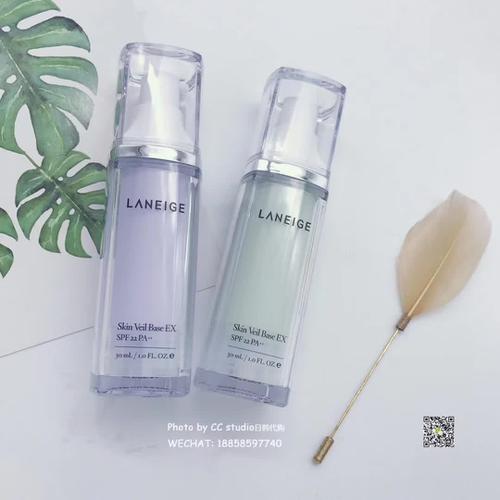 LANEIGE
Skin Veil Base EX
SPF 22 PA++
30 mL / 1.0 FL. OZ.℮
LANEIGE
Skin Veil Base EX
SPF 22 PA++
30 mL / 1.0 FL. OZ.℮
Photo by CC studio日韩代购
WECHAT: 18858597740